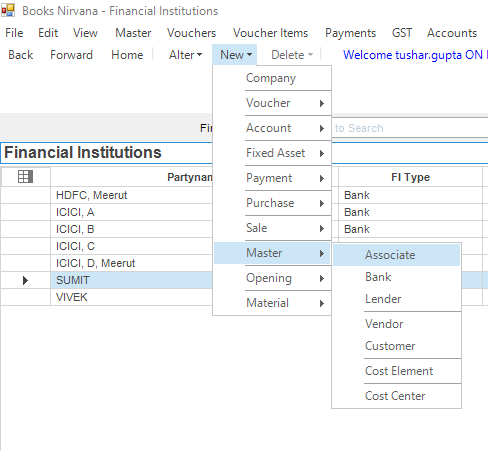 Books Nirvana - Financial Institutions
File Edit View Master Vouchers Voucher Items Payments GST Accounts
Back Forward Home Alter New Delete Welcome tushar.gupta ON
to Search
Financial Institutions
Partyname FI Type
HDFC, Meerut Bank
ICICI, A Bank
ICICI, B Bank
ICICI, C
ICICI, D, Meerut
SUMIT
VIVEK
Company
Voucher
Account
Fixed Asset
Payment
Purchase
Sale
Master
Opening
Material
Associate
Bank
Lender
Vendor
Customer
Cost Element
Cost Center